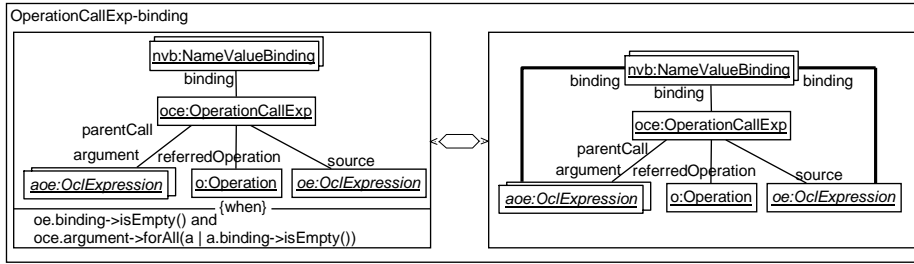 OperationCallExp-binding
nvb:NameValueBinding
binding
oce:OperationCallExp
parentCall
argument
referredOperation
source
aoe:OclExpression
o:Operation
oe:OclExpression
{when}
oe.binding->isEmpty() and
oce.argument->forAll(a | a.binding->isEmpty())
nvb:NameValueBinding
binding
binding
binding
oce:OperationCallExp
parentCall
argument
referredOperation
source
aoe:OclExpression
o:Operation
oe:OclExpression